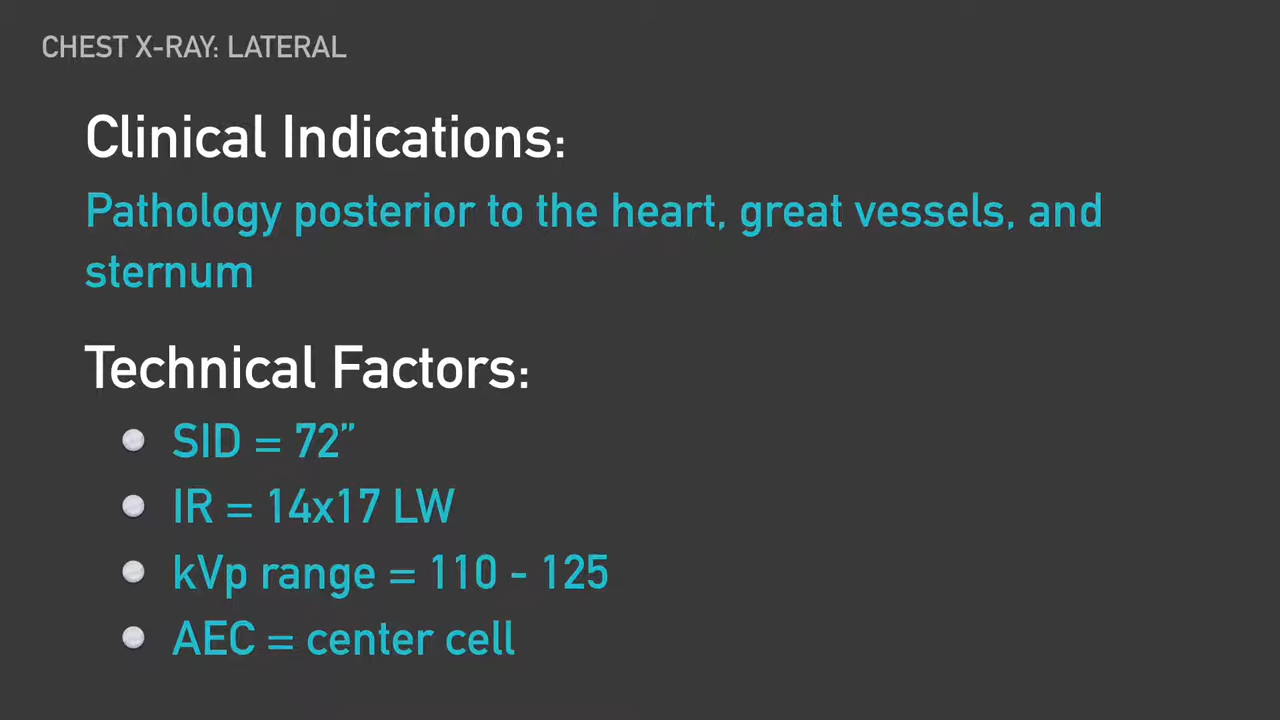 CHEST X-RAY: LATERAL
Clinical Indications:
Pathology posterior to the heart, great vessels, and
sternum
Technical Factors:
SID = 72”
IR = 14x17 LW
kVp range = 110 - 125
AEC = center cell